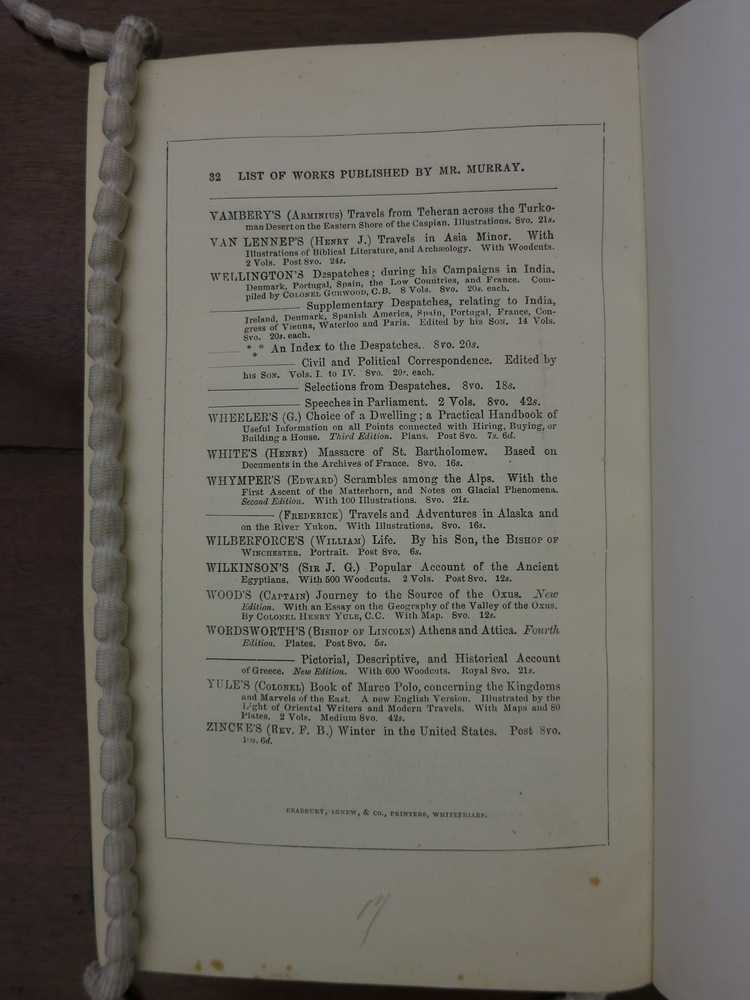 32 LIST OF WORKS PUBLISHED BY MR. MURRAY.
VAMBERY'S (ARMINIUS) Travels from Teheran across the Turko-
man Desert on the Eastern Shore of the Caspian. Illustrations. 8vo. 21s.
VAN LENNEP'S (HENRY J.) Travels in Asia Minor. With
Illustrations of Biblical Literature, and Archæology. With Woodcuts.
2 Vols. Post 8vo. 24s.
WELLINGTON'S Despatches; during his Campaigns in India,
Denmark, Portugal, Spain, the Low Countries, and France. Com-
piled by COLONEL GURWOOD, C.B. 8 Vols. 8vo. 20s. each.
———— Supplementary Despatches, relating to India,
Ireland, Denmark, Spanish America, Spain, Portugal, France, Con-
gress of Vienna, Waterloo and Paris. Edited by his SON. 14 Vols.
8vo. 20s. each.
*** An Index to the Despatches. 8vo. 20s.
———— Civil and Political Correspondence. Edited by
his SON. Vols. I. to IV. 8vo. 20s. each.
———— Selections from Despatches. 8vo. 18s.
———— Speeches in Parliament. 2 Vols. 8vo. 42s.
WHEELER'S (G.) Choice of a Dwelling; a Practical Handbook of
Useful Information on all Points connected with Hiring, Buying, or
Building a House. Third Edition. Plans. Post 8vo. 7s. 6d.
WHITE'S (HENRY) Massacre of St. Bartholomew. Based on
Documents in the Archives of France. 8vo. 16s.
WHYMPER'S (EDWARD) Scrambles among the Alps. With the
First Ascent of the Matterhorn, and Notes on Glacial Phenomena.
Second Edition. With 100 Illustrations. 8vo. 21s.
———— (FREDERICK) Travels and Adventures in Alaska and
on the River Yukon. With Illustrations. 8vo. 16s.
WILBERFORCE'S (WILLIAM) Life. By his Son, the BISHOP OF
WINCHESTER. Portrait. Post 8vo. 6s.
WILKINSON'S (SIR J. G.) Popular Account of the Ancient
Egyptians. With 500 Woodcuts. 2 Vols. Post 8vo. 12s.
WOOD'S (CAPTAIN) Journey to the Source of the Oxus. New
Edition. With an Essay on the Geography of the Valley of the Oxus.
By COLONEL HENRY YULE, C.C. With Map. 8vo. 12s.
WORDSWORTH'S (BISHOP OF LINCOLN) Athens and Attica. Fourth
Edition. Plates. Post 8vo. 5s.
———— Pictorial, Descriptive, and Historical Account
of Greece. New Edition. With 600 Woodcuts. Royal 8vo. 21s.
YULE'S (COLONEL) Book of Marco Polo, concerning the Kingdoms
and Marvels of the East. A new English Version. Illustrated by the
Light of Oriental Writers and Modern Travels. With Maps and 80
Plates. 2 Vols. Medium 8vo. 42s.
ZINCKE'S (REV. F. B.) Winter in the United States. Post 8vo.
10s. 6d.
BRADBURY, AGNEW, & CO., PRINTERS, WHITEFRIARS.